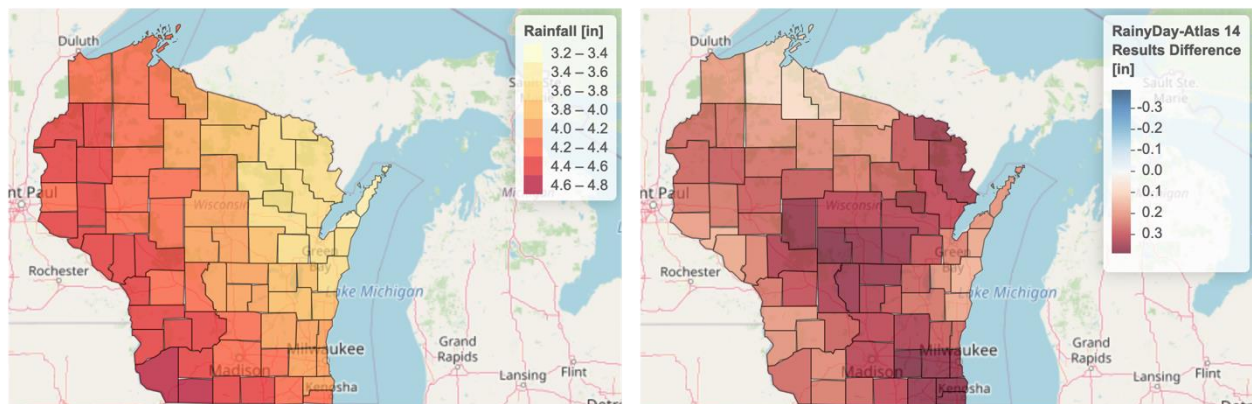 Duluth
nt Paul
Rochester
Wisconsin
Green
Bay
Lake Michigan
Madison
Milwaukee
Kenosha
Grand
Rapids
Lansing
Flint
Rainfall [in]
3.2 – 3.4
3.4 – 3.6
3.6 – 3.8
3.8 – 4.0
4.0 – 4.2
4.2 – 4.4
4.4 – 4.6
4.6 – 4.8
Duluth
nt Paul
Rochester
Wisconsin
Green
Bay
Lake Michigan
Madison
Milwaukee
Kenosha
Grand
Rapids
Lansing
Flint
Sault Ste.
Marie
RainyDay-Atlas 14
Results Difference
[in]
-0.3
-0.2
-0.1
0.0
0.1
0.2
0.3